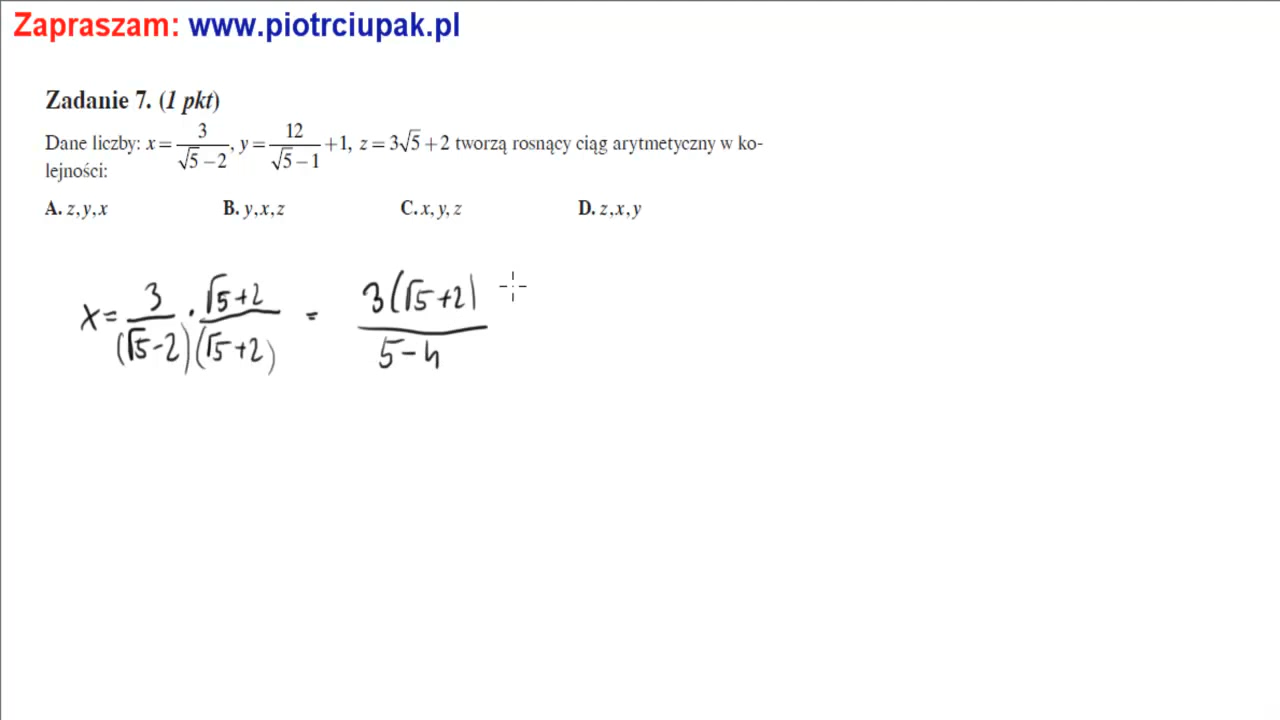 Zapraszam: www.piotrciupak.pl
Zadanie 7. (1 pkt)
Dane liczby: x = 3/(√5 − 2), y = 12/(√5 − 1) + 1, z = 3√5 + 2 tworzą rosnący ciąg arytmetyczny w ko-
lejności:
A. z, y, x B. y, x, z C. x, y, z D. z, x, y
x = 3/(√5-2) · (√5+2)/(√5+2) = 3(√5+2)/(5-4)